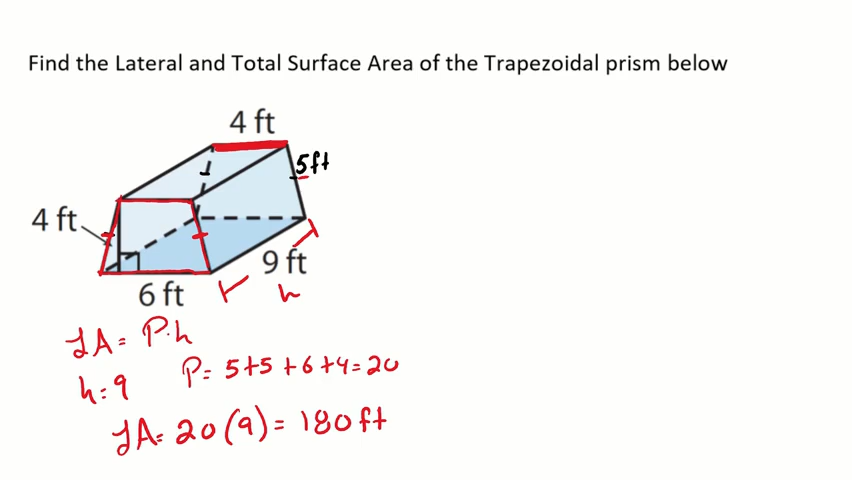 Find the Lateral and Total Surface Area of the Trapezoidal prism below
4 ft
5ft
4 ft
9 ft
6 ft
h
LA = P·h
h = 9
P = 5+5+6+4=20
LA = 20(9) = 180ft